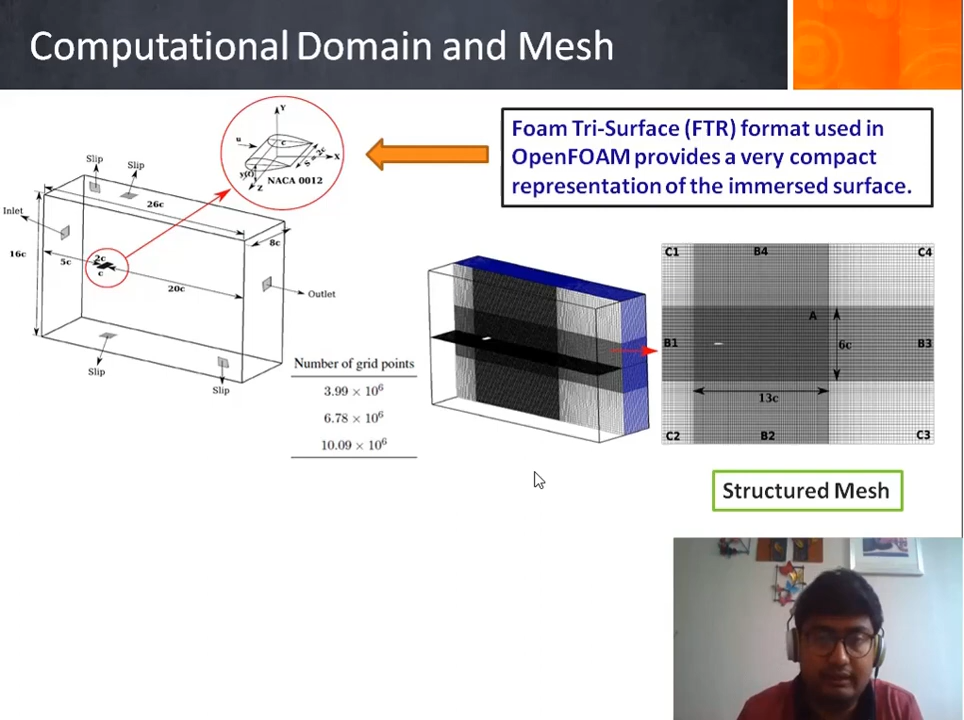 Computational Domain and Mesh
Foam Tri-Surface (FTR) format used in
OpenFOAM provides a very compact
representation of the immersed surface.
Y
u
c
X
S = 2c
y(t)
Z
NACA 0012
Slip
Slip
26c
Inlet
16c
5c
2c
c
8c
20c
Outlet
Slip
Slip
Number of grid points
3.99 × 10⁶
6.78 × 10⁶
10.09 × 10⁶
C1
B4
C4
A
B1
6c
B3
13c
C2
B2
C3
Structured Mesh